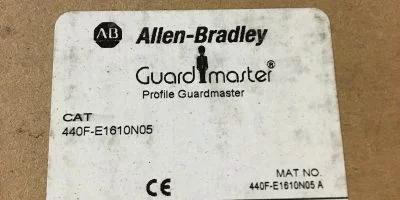 AB Allen-Bradley
Guardmaster®
Profile Guardmaster
CAT
440F-E1610N05
CE
MAT NO.
440F-E1610N05 A